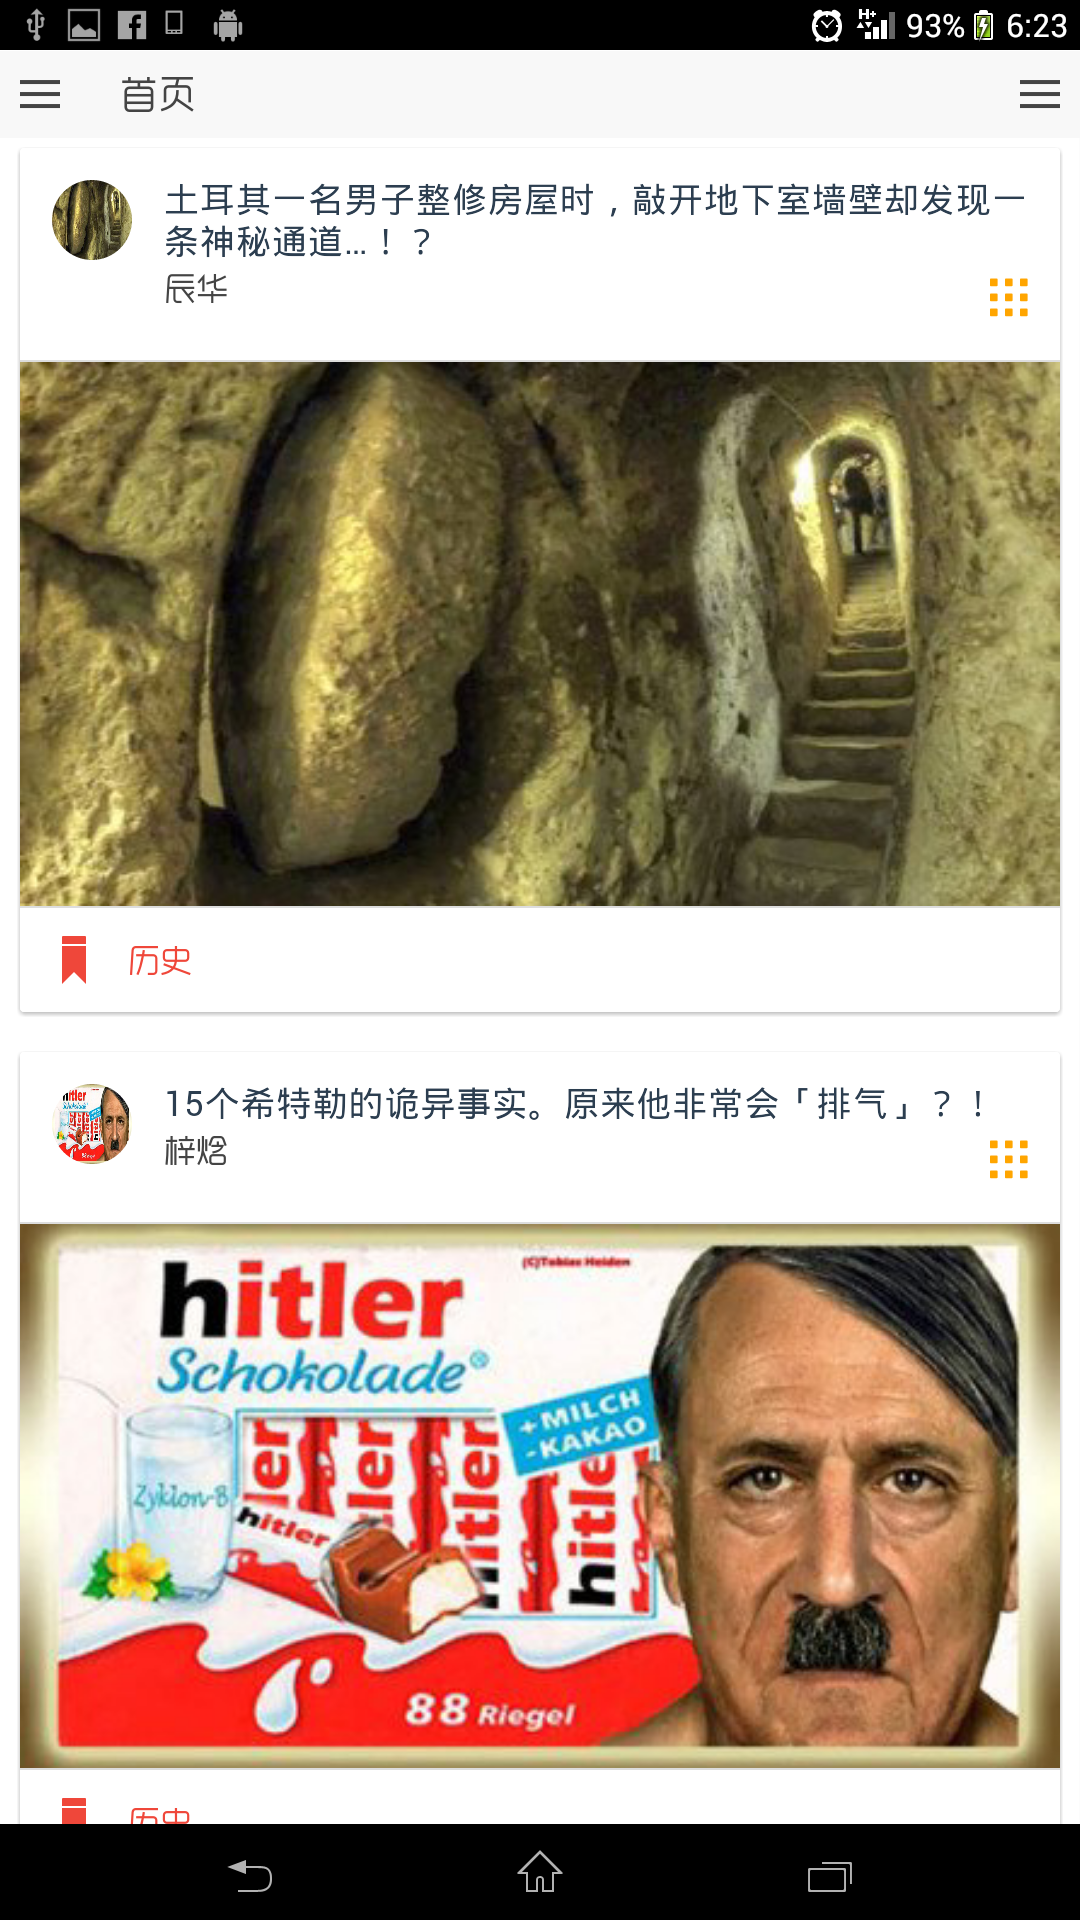 93% 6:23
首页
土耳其一名男子整修房屋时，敲开地下室墙壁却发现一
条神秘通道...！？
辰华
历史
15个希特勒的诡异事实。原来他非常会「排气」？！
梓焓
(C)Tobias Heiden
hitler
Schokolade®
+MILCH
-KAKAO
Zyklon-B
hitler
hitler
88 Riegel
历史